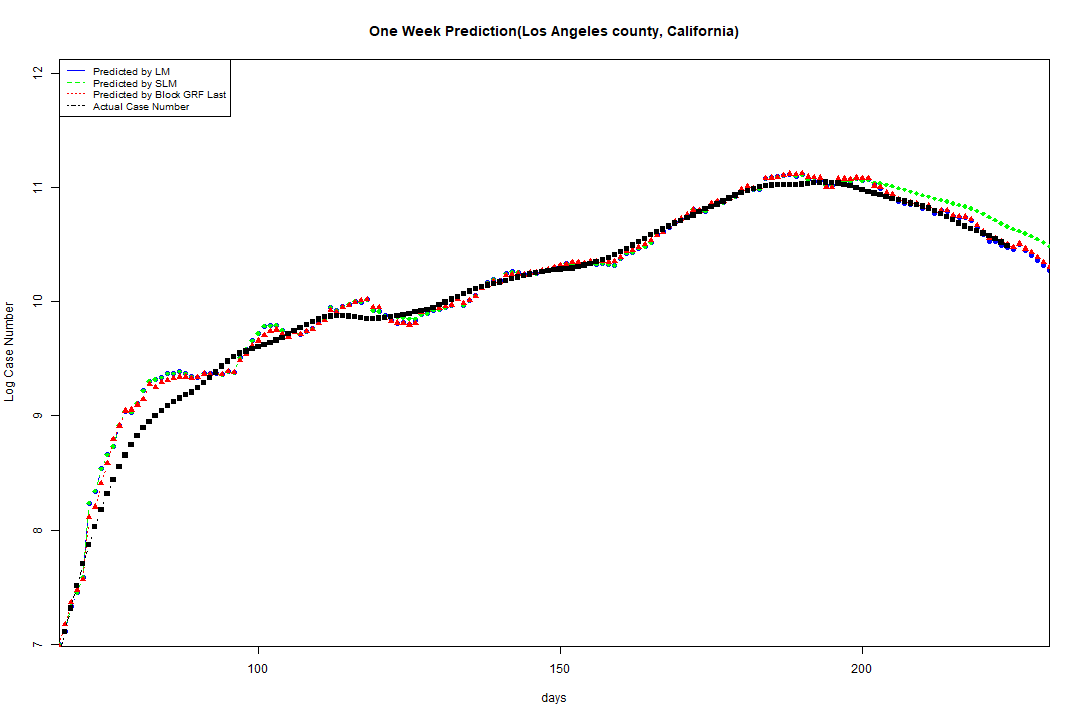 One Week Prediction(Los Angeles county, California)
Predicted by LM
Predicted by SLM
Predicted by Block GRF Last
Actual Case Number
12
11
10
9
8
7
Log Case Number
100 150 200
days